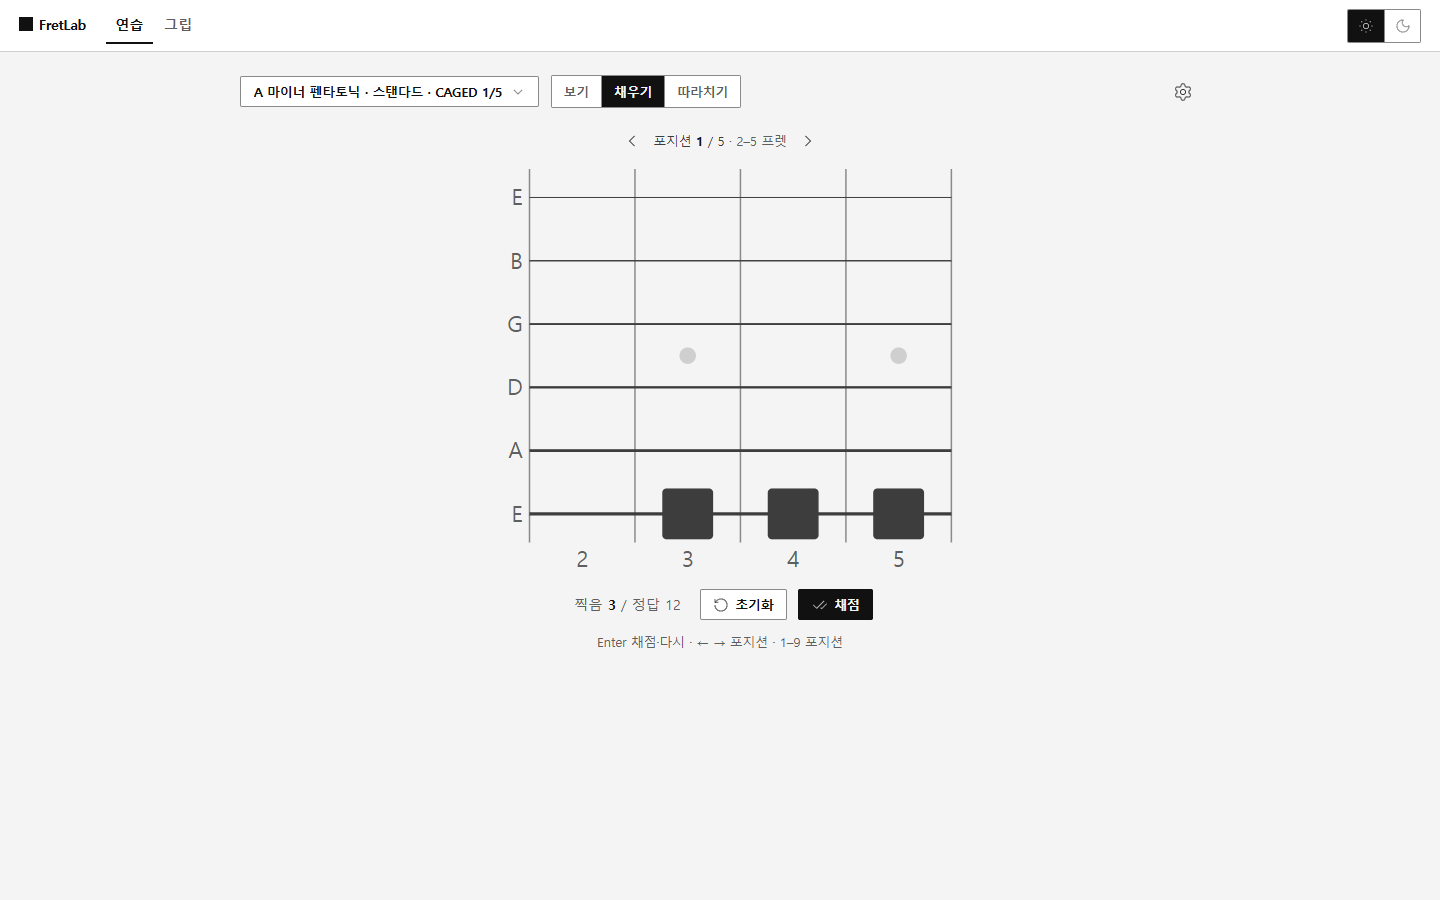 FretLab 연습 그립
A 마이너 펜타토닉 · 스탠다드 · CAGED 1/5 보기 채우기 따라치기
포지션 1 / 5 · 2–5 프렛
E
B
G
D
A
E
2 3 4 5
찍음 3 / 정답 12 초기화 채점
Enter 채점·다시 · ← → 포지션 · 1–9 포지션